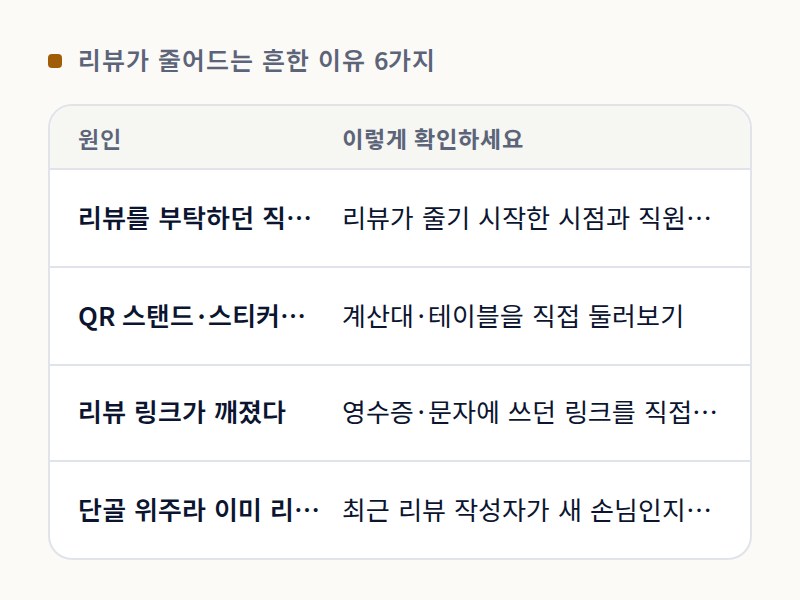 리뷰가 줄어드는 흔한 이유 6가지
원인 이렇게 확인하세요
리뷰를 부탁하던 직… 리뷰가 줄기 시작한 시점과 직원…
QR 스탠드·스티커… 계산대·테이블을 직접 둘러보기
리뷰 링크가 깨졌다 영수증·문자에 쓰던 링크를 직접…
단골 위주라 이미 리… 최근 리뷰 작성자가 새 손님인지…